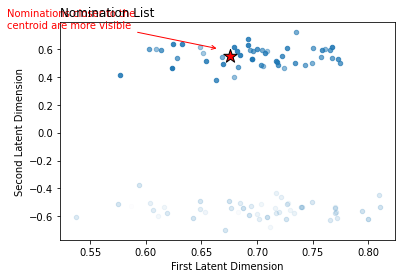 Nomination List
Nominations closer to the
centroid are more visible
Second Latent Dimension
0.6
0.4
0.2
0.0
−0.2
−0.4
−0.6
0.55
0.60
0.65
0.70
0.75
0.80
First Latent Dimension